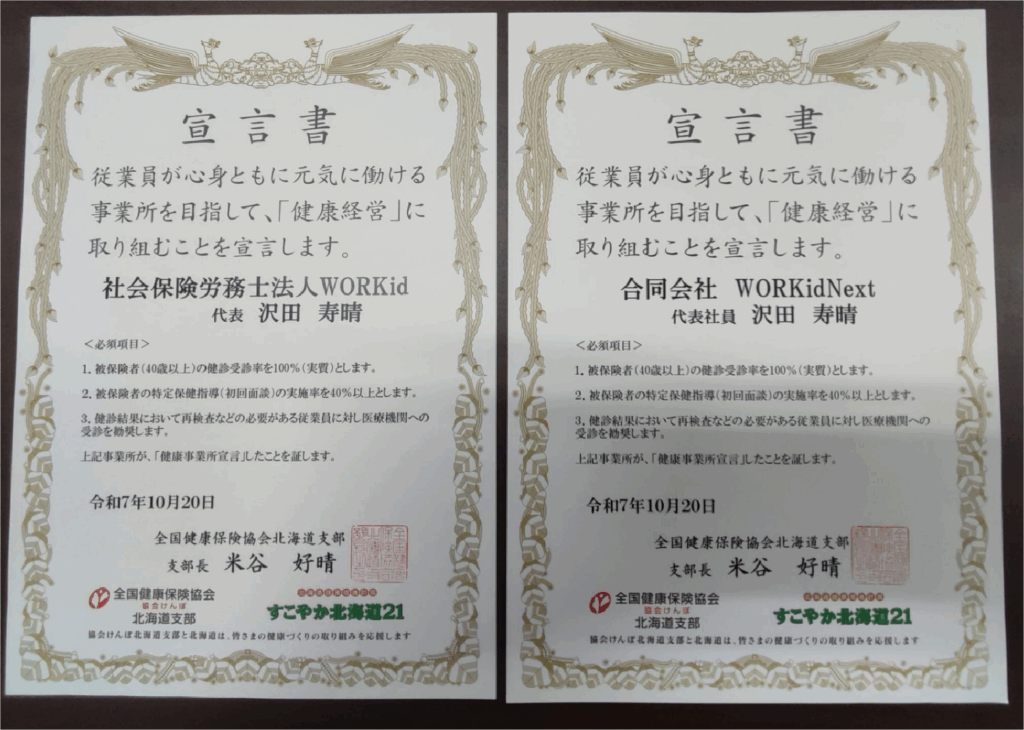 宣言書
従業員が心身ともに元気に働ける
事業所を目指して、「健康経営」に
取り組むことを宣言します。
社会保険労務士法人WORKid
代表 沢田 寿晴
<必須項目>
1. 被保険者(40歳以上)の健診受診率を100%(実質)とします。
2. 被保険者の特定保健指導(初回面談)の実施率を40%以上とします。
3. 健診結果において再検査などの必要がある従業員に対し医療機関への
受診を勧奨します。
上記事業所が、「健康事業所宣言」したことを証します。
令和7年10月20日
全国健康保険協会北海道支部
支部長 米谷 好晴
全国健康保険協会
協会けんぽ
北海道支部
すこやか北海道21
協会けんぽ北海道支部と北海道は、皆さまの健康づくりの取り組みを応援します
宣言書
従業員が心身ともに元気に働ける
事業所を目指して、「健康経営」に
取り組むことを宣言します。
合同会社 WORKidNext
代表社員 沢田 寿晴
<必須項目>
1. 被保険者(40歳以上)の健診受診率を100%(実質)とします。
2. 被保険者の特定保健指導(初回面談)の実施率を40%以上とします。
3. 健診結果において再検査などの必要がある従業員に対し医療機関への
受診を勧奨します。
上記事業所が、「健康事業所宣言」したことを証します。
令和7年10月20日
全国健康保険協会北海道支部
支部長 米谷 好晴
全国健康保険協会
協会けんぽ
北海道支部
すこやか北海道21
協会けんぽ北海道支部と北海道は、皆さまの健康づくりの取り組みを応援します